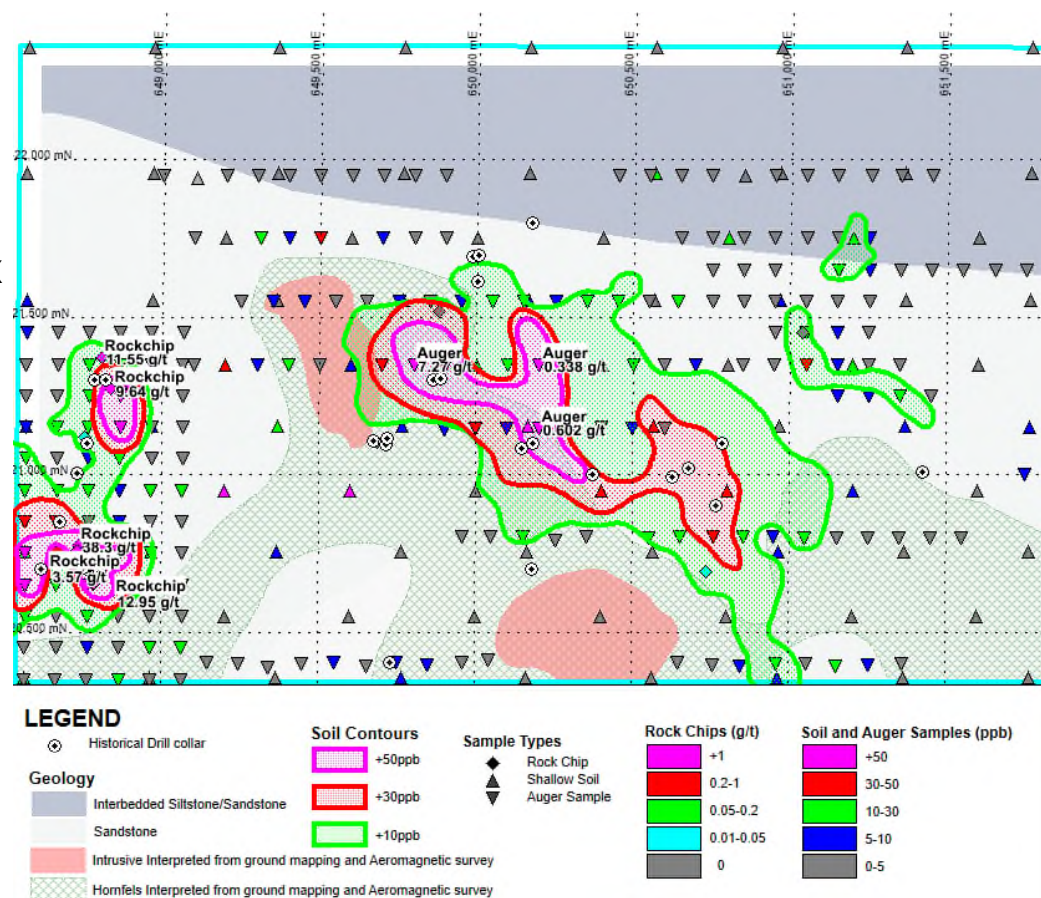 649,000 mE
649,500 mE
650,000 mE
650,500 mE
651,000 mE
651,500 mE
22,000 mN
21,500 mN
Rockchip
11.55 g/t
Rockchip
9.64 g/t
Auger
7.27 g/t
Auger
0.338 g/t
Auger
0.602 g/t
21,000 mN
Rockchip
38.3 g/t
Rockchip
3.57 g/t
Rockchip
12.95 g/t
20,500 mN
LEGEND
Historical Drill collar
Geology
Interbedded Siltstone/Sandstone
Sandstone
Intrusive Interpreted from ground mapping and Aeromagnetic survey
Hornfels Interpreted from ground mapping and Aeromagnetic survey
Soil Contours
+50ppb
+30ppb
+10ppb
Sample Types
Rock Chip
Shallow Soil
Auger Sample
Rock Chips (g/t)
+1
0.2-1
0.05-0.2
0.01-0.05
0
Soil and Auger Samples (ppb)
+50
30-50
10-30
5-10
0-5